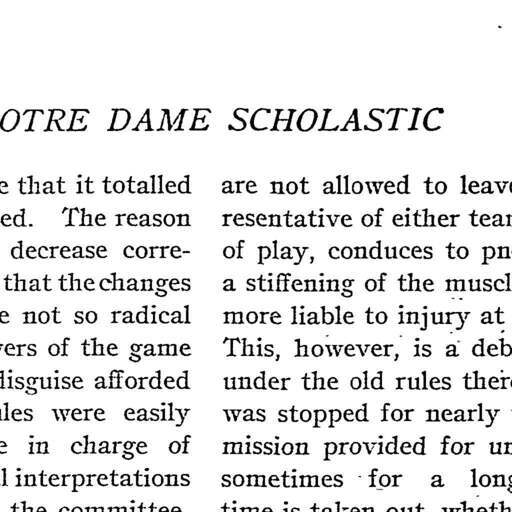 OTRE DAME SCHOLASTIC
e that it totalled
ed. The reason
decrease corre-
that the changes
e not so radical
vers of the game
disguise afforded
ules were easily
e in charge of
l interpretations
the committee.
are not allowed to leave
resentative of either team
of play, conduces to pn
a stiffening of the muscl
more liable to injury at
This, however, is a deb
under the old rules there
was stopped for nearly
mission provided for un
sometimes for a long
time is taken out, wheth